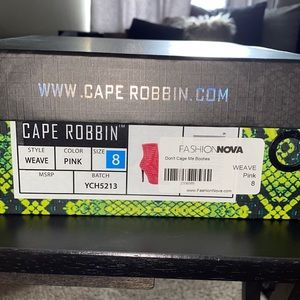 WWW.CAPE ROBBIN.COM
CAPE ROBBIN™
STYLE COLOR SIZE
WEAVE PINK 8
MSRP BATCH
YCH5213
FASHIONNOVA
Don't Cage Me Booties
WEAVE
Pink
8
www.FashionNova.com